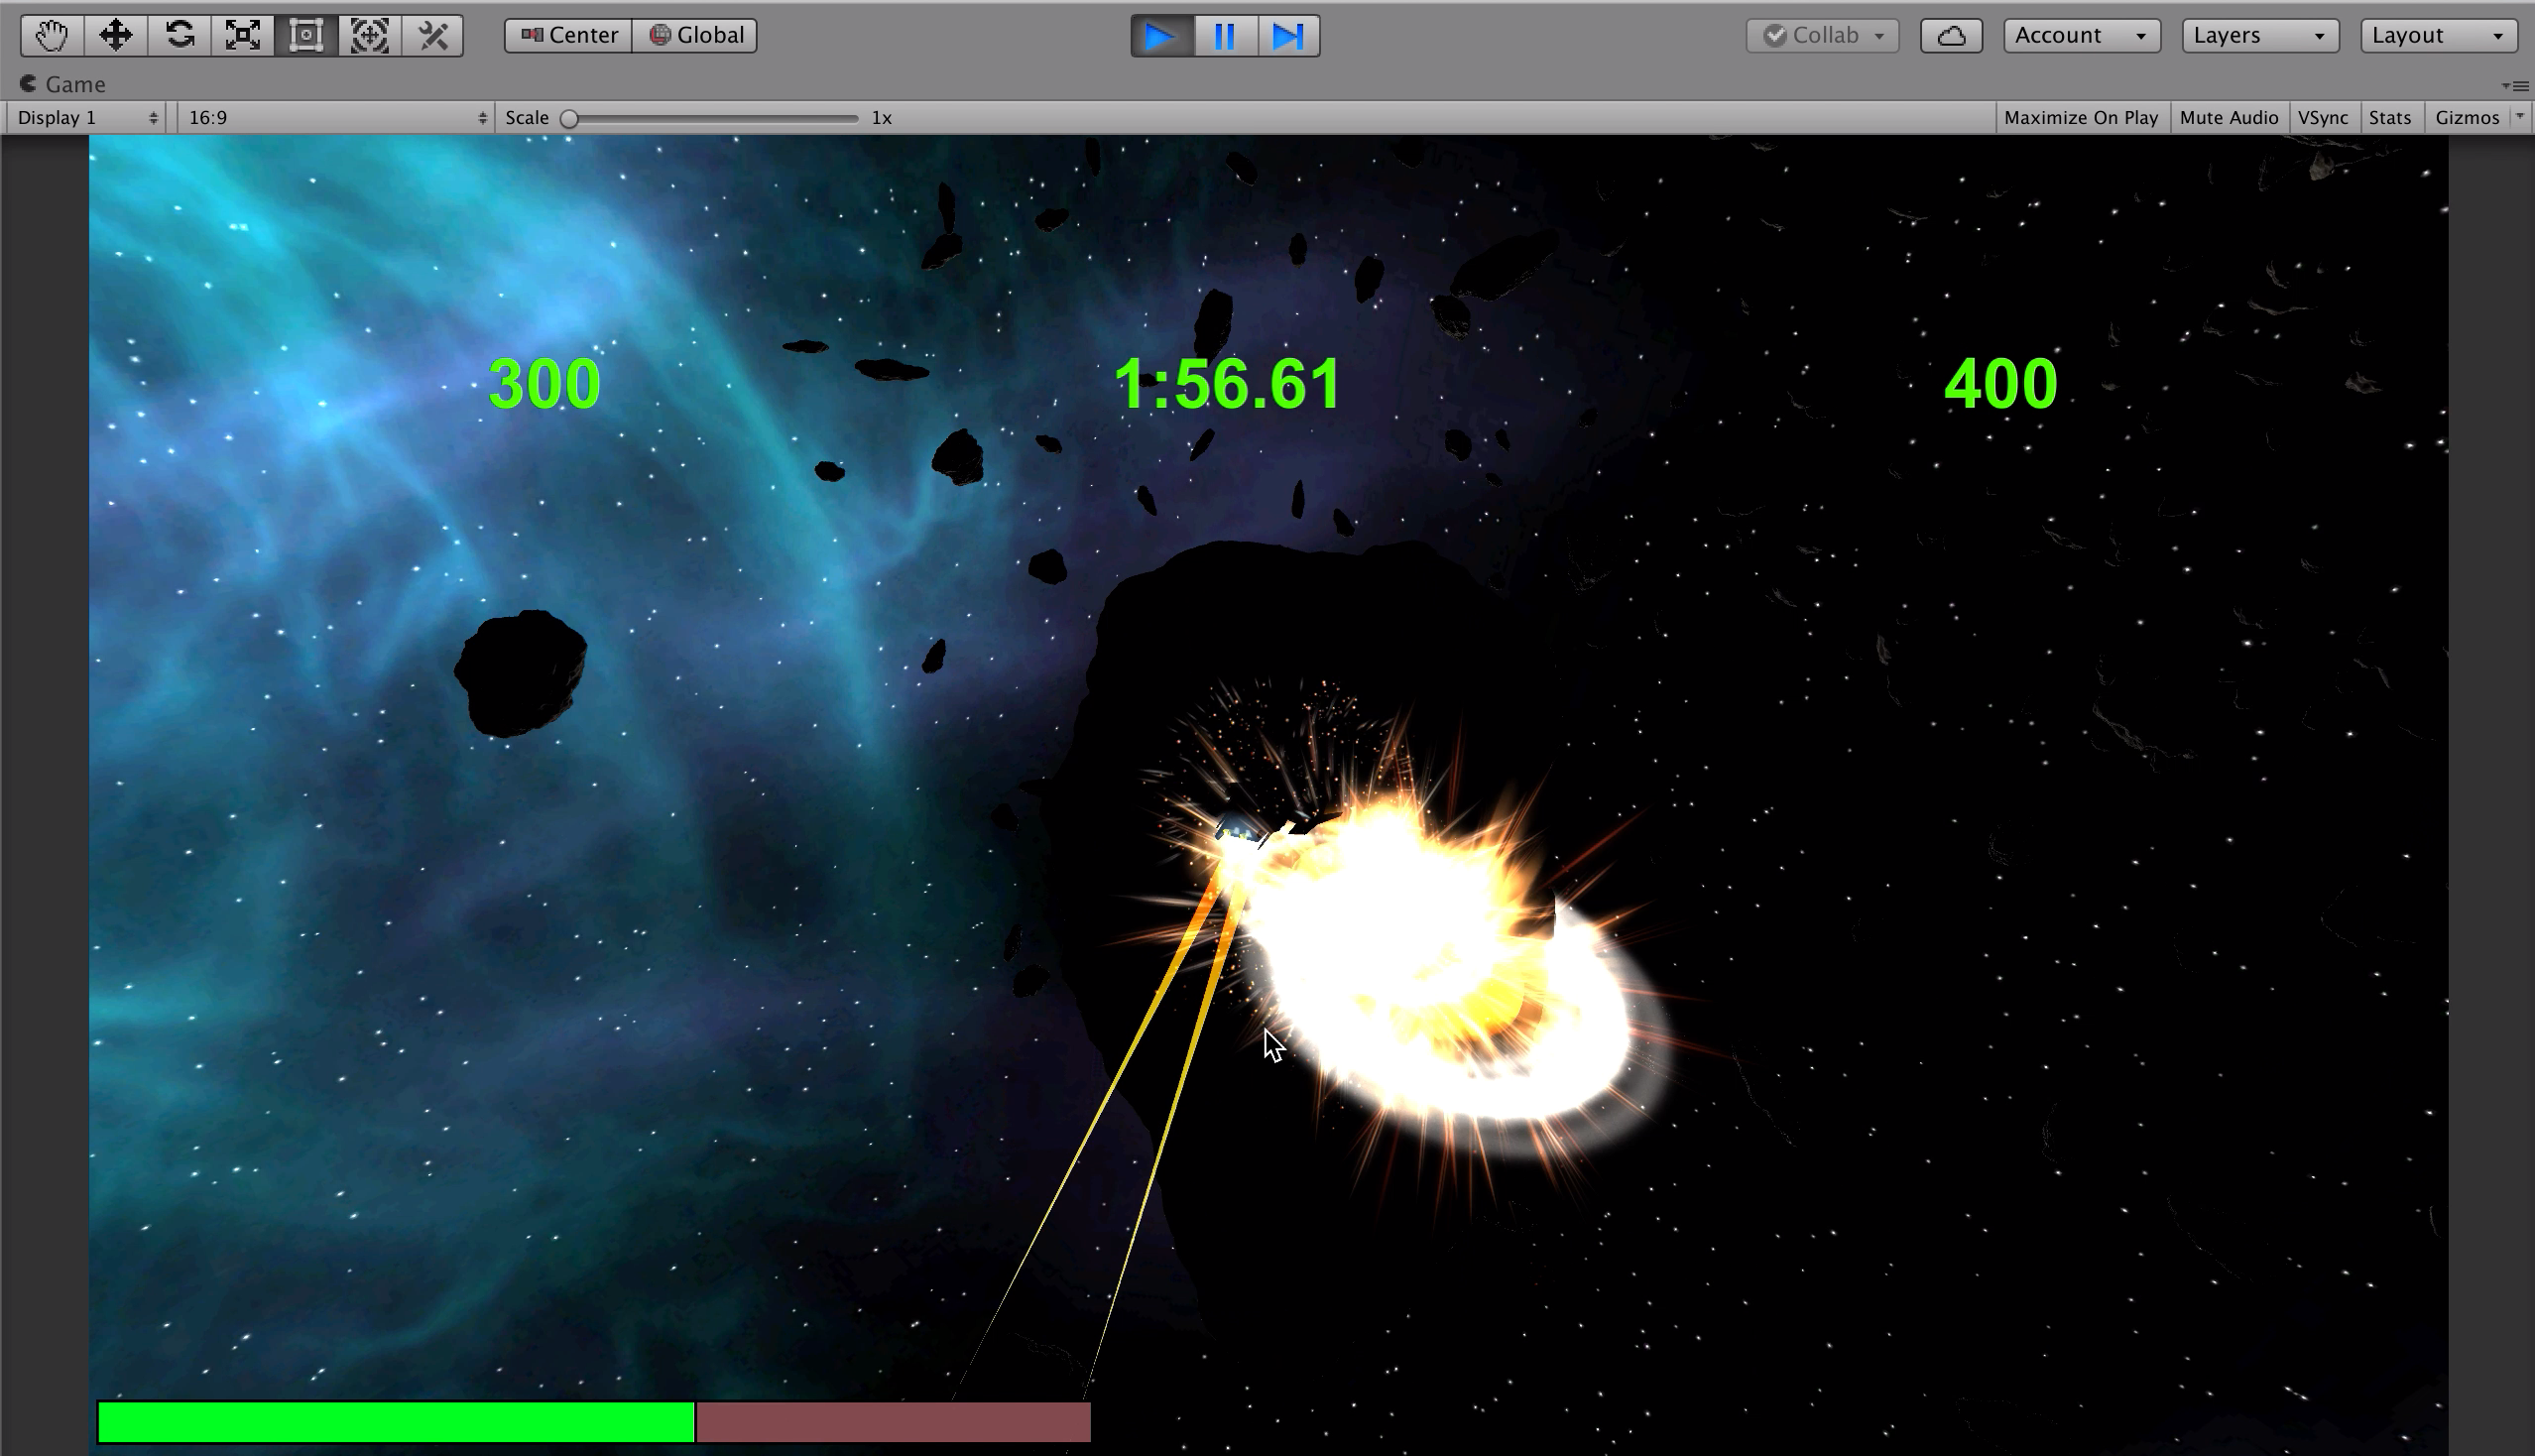 Center Global Collab Account Layers Layout
Game
Display 1 16:9 Scale 1x Maximize On Play Mute Audio VSync Stats Gizmos
300 1:56.61 400